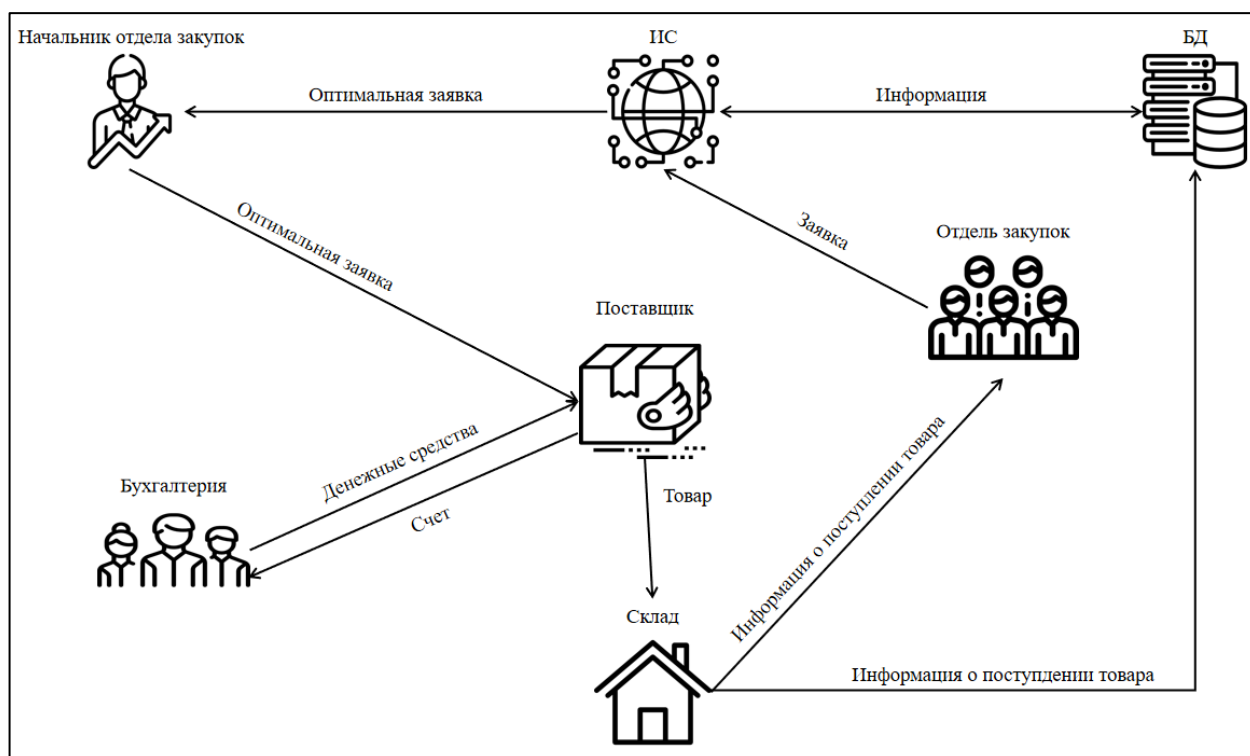 Начальник отдела закупок
ИС
БД
Оптимальная заявка
Информация
Оптимальная заявка
Заявка
Отдель закупок
Поставщик
Денежные средства
Бухгалтерия
Счет
Товар
Информация о поступлении товара
Склад
Информация о поступдении товара